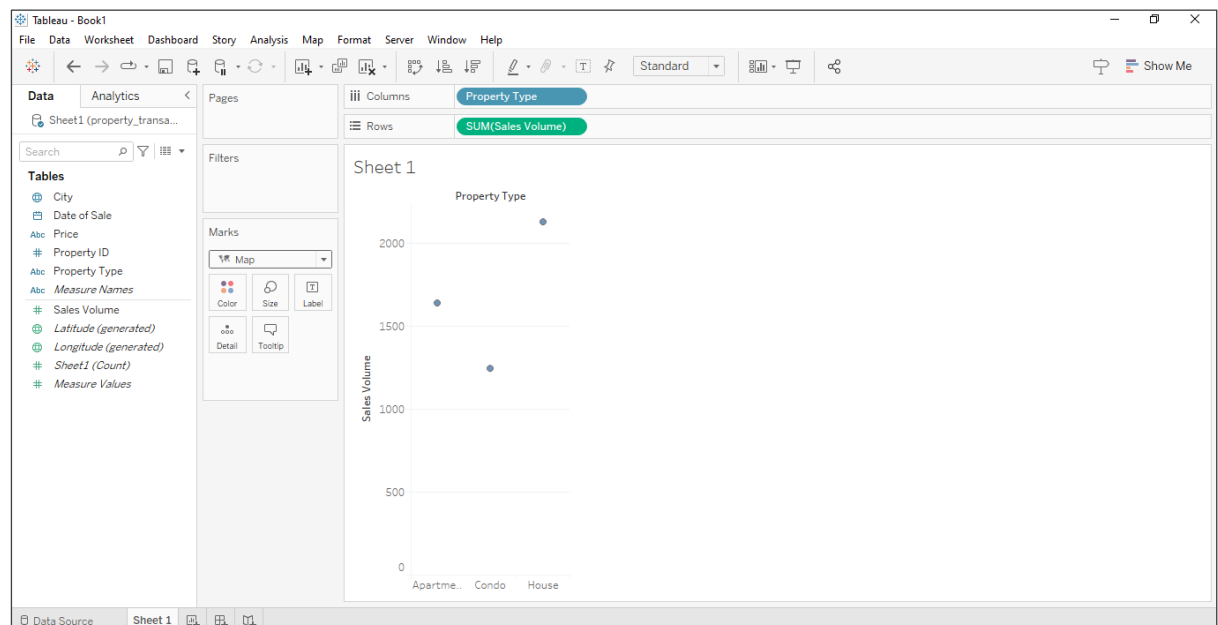 Tableau - Book1
File Data Worksheet Dashboard Story Analysis Map Format Server Window Help
Standard
Show Me
Data Analytics
Sheet1 (property_transa...
Search
Tables
City
Date of Sale
Abc Price
# Property ID
Abc Property Type
Abc Measure Names
# Sales Volume
Latitude (generated)
Longitude (generated)
# Sheet1 (Count)
# Measure Values
Pages
Filters
Marks
Map
Color Size Label
Detail Tooltip
iii Columns Property Type
Rows SUM(Sales Volume)
Sheet 1
Property Type
2000
1500
1000
500
0
Sales Volume
Apartme.. Condo House
Data Source Sheet 1